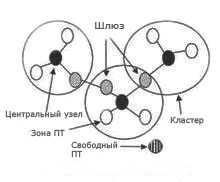 Шлюз
Центральный узел
Кластер
Зона ПТ
Свободный
ПТ